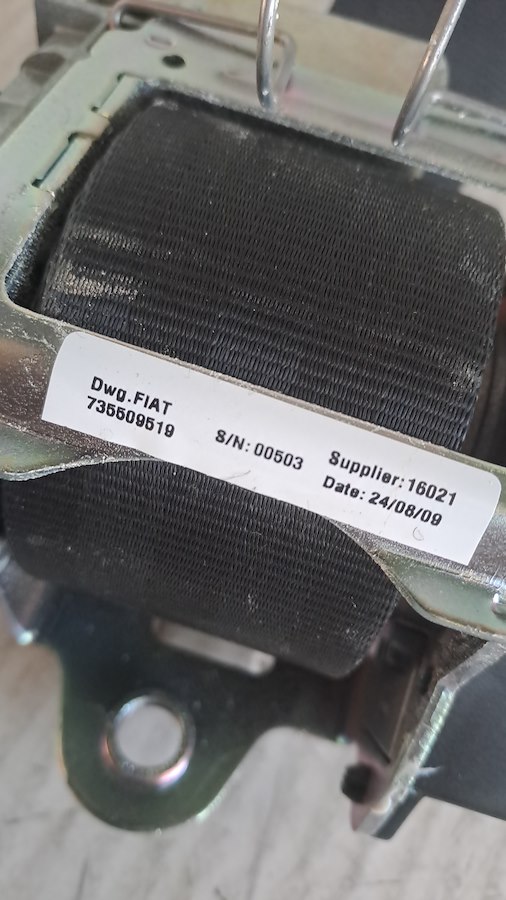 Dwg.FIAT
735509519
S/N: 00503
Supplier:16021
Date: 24/08/09